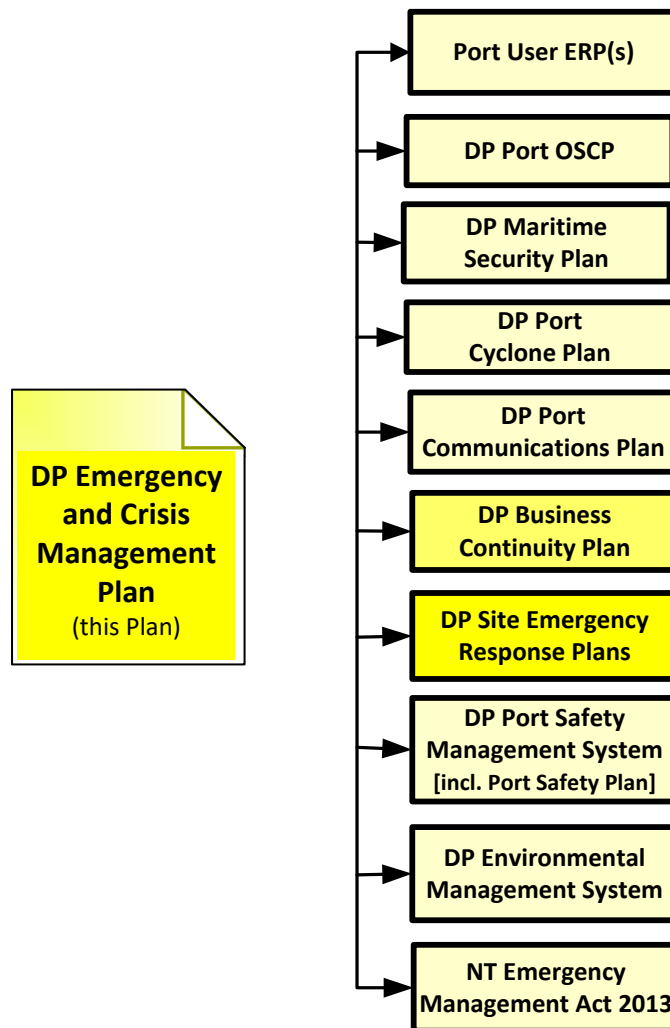 Port User ERP(s)
DP Port OSCP
DP Maritime
Security Plan
DP Port
Cyclone Plan
DP Port
Communications Plan
DP Emergency
and Crisis
Management
Plan
(this Plan)
DP Business
Continuity Plan
DP Site Emergency
Response Plans
DP Port Safety
Management System
[incl. Port Safety Plan]
DP Environmental
Management System
NT Emergency
Management Act 2013